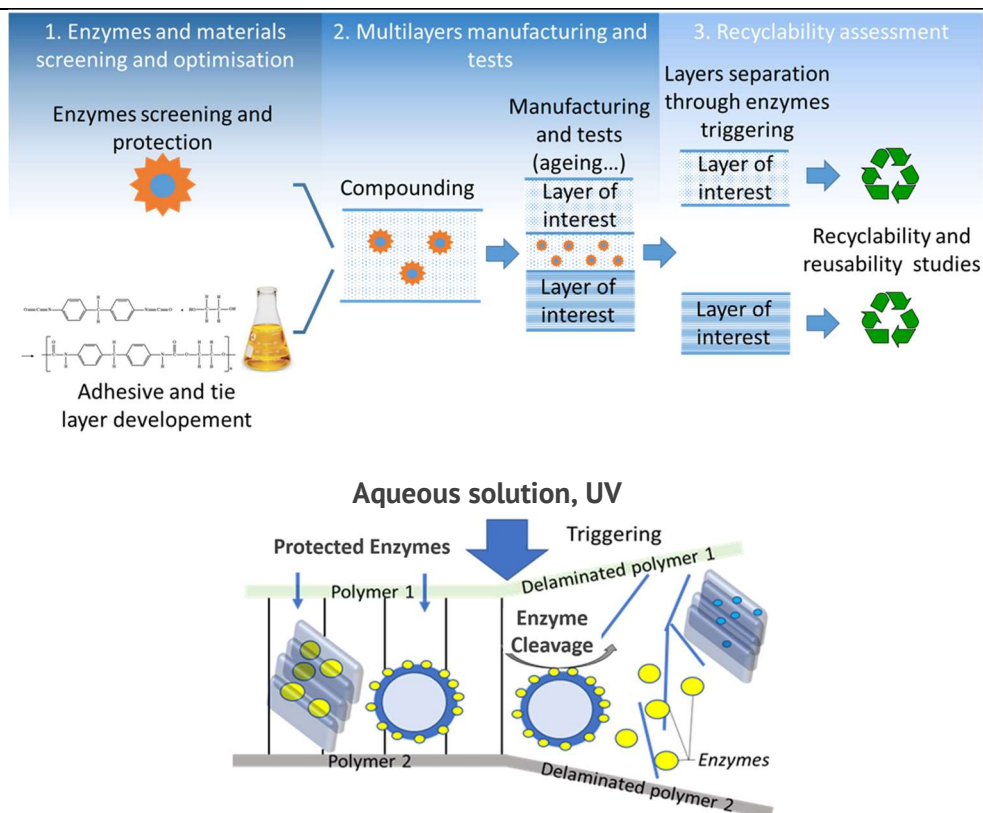 1. Enzymes and materials
screening and optimisation
Enzymes screening and
protection
Adhesive and tie
layer developement
2. Multilayers manufacturing and
tests
Compounding
Manufacturing
and tests
(ageing...)
Layer of
interest
Layer of
interest
3. Recyclability assessment
Layers separation
through enzymes
triggering
Layer of
interest
Recyclability and
reusability studies
Layer of
interest
Aqueous solution, UV
Triggering
Protected Enzymes
Polymer 1
Delaminated polymer 1
Enzyme
Cleavage
Enzymes
Polymer 2
Delaminated polymer 2